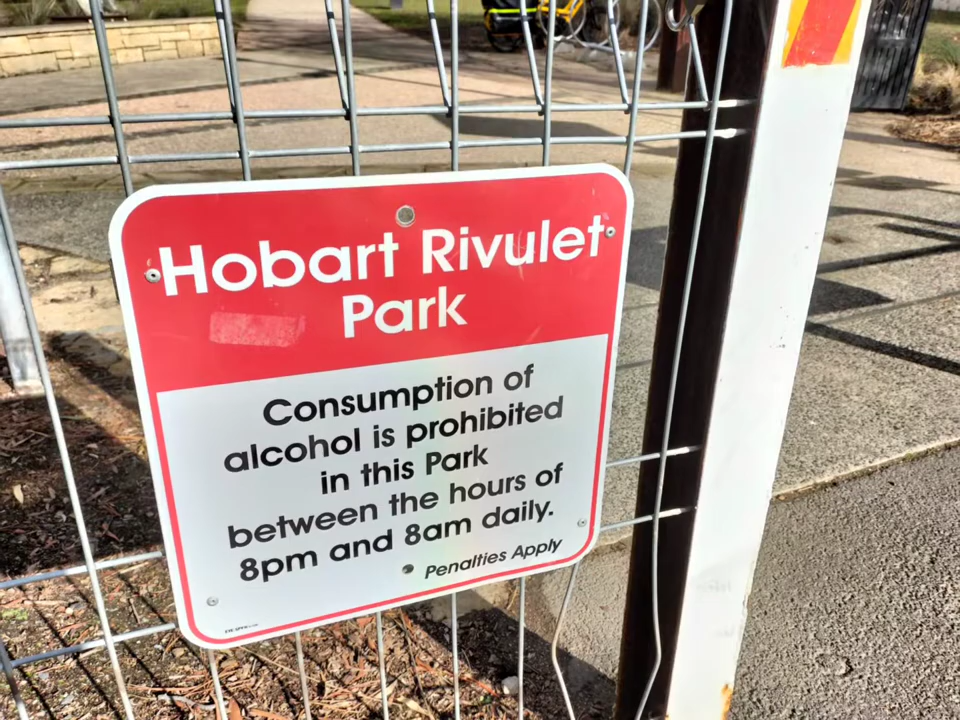 Hobart Rivulet
Park
Consumption of
alcohol is prohibited
in this Park
between the hours of
8pm and 8am daily.
Penalties Apply